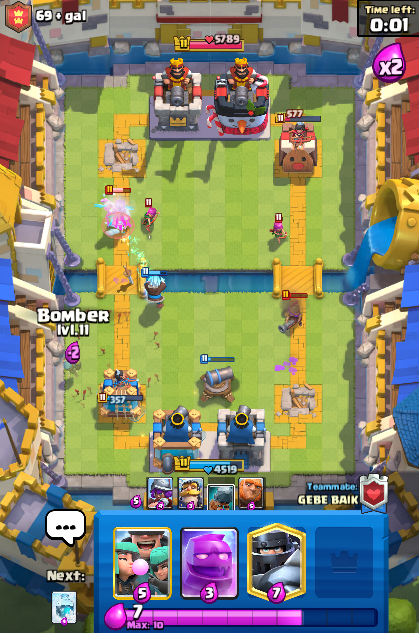 69 + gal
5789
Time left:
0:01
x2
577
Bomber
lvl.11
-2
357
4519
Teammate:
GEBE BAIK
...
5
3
7
Next:
7
Max: 10